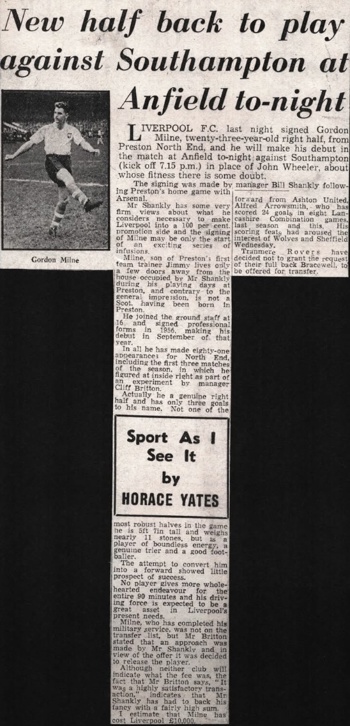 New half back to play
against Southampton at
Anfield to-night
Gordon Milne
LIVERPOOL F.C. last night signed Gordon
Milne, twenty-three-year-old right half, from
Preston North End, and he will make his debut in
the match at Anfield to-night against Southampton
(kick off 7.15 p.m.) in place of John Wheeler, about
whose fitness there is some doubt.
The signing was made by manager Bill Shankly follow-
ing Preston's home game with
Arsenal.
Mr Shankly has some very
firm views about what he
considers necessary to make
Liverpool into a 100 per cent.
promotion side and the signing
of Milne may be only the start
of an exciting series of
infusions.
Milne, son of Preston's first
team trainer Jimmy lives only
a few doors away from the
house occupied by Mr Shankly
during his playing days at
Preston, and contrary to the
general impression, is not a
Scot, having been born in
Preston.
He joined the ground staff at
16 and signed professional
forms in 1956, making his
debut in September of that
year.
In all he has made eighty-one
appearances for North End,
including the first three matches
of the season, in which he
figured at inside right as part of
an experiment by manager
Cliff Britton.
Actually he a genuine right
half and has only three goals
to his name. Not one of the
Sport As I
See It
by
HORACE YATES
most robust halves in the game
he is 5ft 7in tall and weighs
nearly 11 stones, but is a
player of boundless energy, a
genuine trier and a good foot-
baller.
The attempt to convert him
into a forward showed little
prospect of success.
No player gives more whole-
hearted endeavour for the
entire 90 minutes and his driv-
ing force is expected to be a
great asset in Liverpool's
present needs.
Milne, who has completed his
military service, was not on the
transfer list, but Mr Britton
stated that an approach was
made by Mr Shankly and in
view of the offer it was decided
to release the player.
Although neither club will
indicate what the fee was, the
fact that Mr Britton says, "It
was a highly satisfactory trans-
action," indicates that Mr
Shankly has had to back his
fancy with a fairly high sum.
I estimate that Milne has
cost Liverpool £10,000.
forward from Ashton United,
Alfred Arrowsmith, who has
scored 24 goals in eight Lan-
cashire Combination games,
last season and this. His
scoring feats had aroused the
interest of Wolves and Sheffield
Wednesday.
Tranmere Rovers have
decided not to grant the request
of their full back Bracewell, to
be offered for transfer.